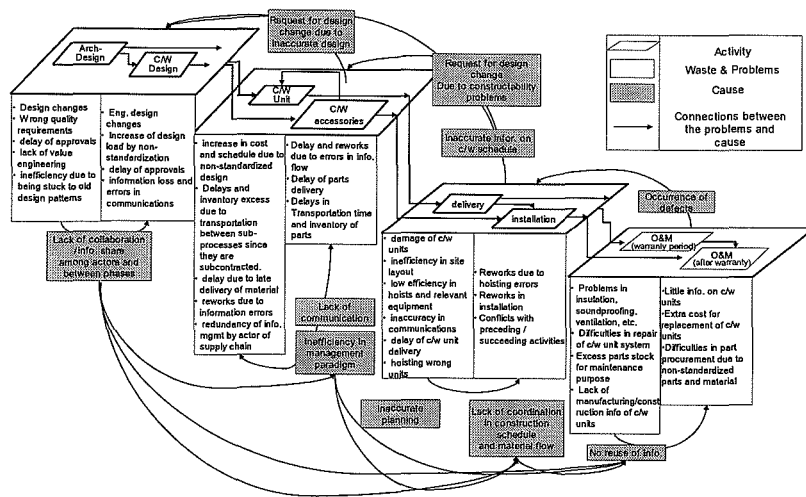 Request for design
change due to
inaccurate design
Arch-
Design
C/W
Design
Request for design
change
Due to constructability
problems
Activity
Waste & Problems
Cause
Connections between
the problems and
cause
C/W
Unit
C/W
accessories
• Design changes
• Wrong quality
requirements
• delay of approvals
• lack of value
engineering
• inefficiency due to
being stuck to old
design patterns
• Eng. design
changes
• Increase of design
load by non-
standardization
• delay of approvals
• information loss and
errors in
communications
• increase in cost
and schedule due to
non-standardized
design
• Delays and
inventory excess
due to
transportation
between sub-
processes since
they are
subcontracted.
• delay due to late
delivery of material
• reworks due to
information errors
• redundency of info.
mgmt by actor of
supply chain
• Delay and reworks
due to errors in info.
flow
• Delay of parts
delivery
• Delays in
Transportation time
and inventory of
parts
Inaccurate infor. on
c/w schedule
delivery
installation
Occurrence of
defects
O&M
(warranty period)
O&M
(after warranty)
Lack of collaboration
/info. share
among actors and
between phases
• damage of c/w
units
• inefficiency in site
layout
• low efficiency in
hoists and relevant
equipment
• inaccuracy in
communications
• delay of c/w unit
delivery
• hoisting wrong
units
• Reworks due to
hoisting errors
• Reworks in
installation
• Conflicts with
preceding /
succeeding activities
• Problems in
insulation,
soundproofing,
ventilation, etc.
• Difficulties in repair
of c/w unit system
• Excess parts stock
for maintenance
purpose
• Lack of
manufacturing/const
ruction info of c/w
units
• Little info. on c/w
units
• Extra cost for
replacement of c/w
units
• Difficulties in part
procurement due to
non-standardized
parts and material
Lack of
communication
Inefficiency in
management
paradigm
Inaccurate
planning
Lack of coordination
in construction
schedule
and material flow
No reuse of info.